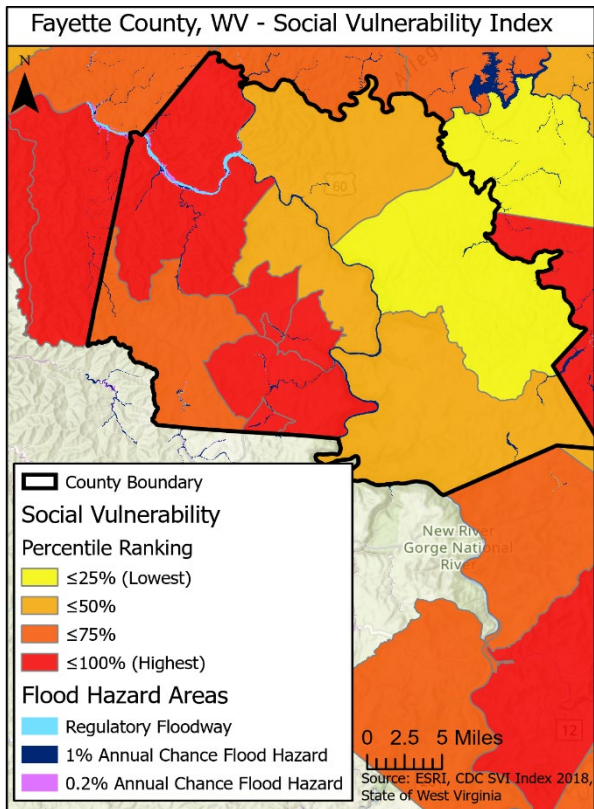 Fayette County, WV - Social Vulnerability Index
N
60
County Boundary
Social Vulnerability
Percentile Ranking
≤25% (Lowest)
≤50%
≤75%
≤100% (Highest)
Flood Hazard Areas
Regulatory Floodway
1% Annual Chance Flood Hazard
0.2% Annual Chance Flood Hazard
New River
Gorge National
River
12
0 2.5 5 Miles
Source: ESRI, CDC SVI Index 2018,
State of West Virginia